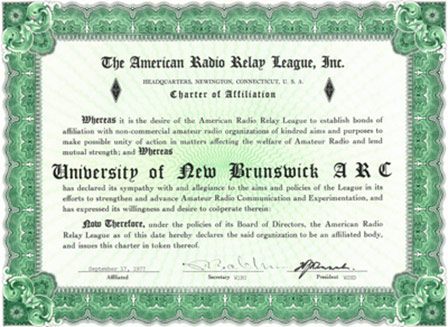 The American Radio Relay League, Inc.
HEADQUARTERS, NEWINGTON, CONNECTICUT, U. S. A.
Charter of Affiliation
Whereas it is the desire of the American Radio Relay League to establish bonds of
affiliation with non-commercial amateur radio organizations of kindred aims and purposes to
make possible unity of action in matters affecting the welfare of Amateur Radio and lend
mutual strength; and Whereas
University of New Brunswick A R C
has declared its sympathy with and allegiance to the aims and policies of the League in its
efforts to strengthen and advance Amateur Radio Communication and Experimentation, and
has expressed its willingness and desire to coöperate therein:
Now Therefore, under the policies of its Board of Directors, the American Radio
Relay League as of this date hereby declares the said organization to be an affiliated body,
and issues this charter in token thereof.
September 17, 1977
Affiliated Secretary President